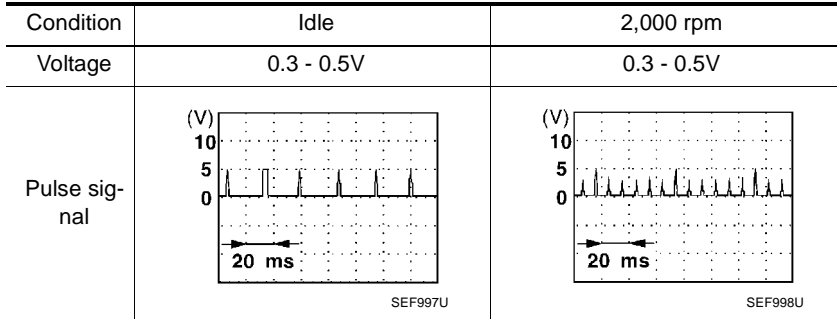 Condition Idle 2,000 rpm
Voltage 0.3 - 0.5V 0.3 - 0.5V
Pulse sig-
nal
(V)
10
5
0
20 ms
SEF997U
(V)
10
5
0
20 ms
SEF998U